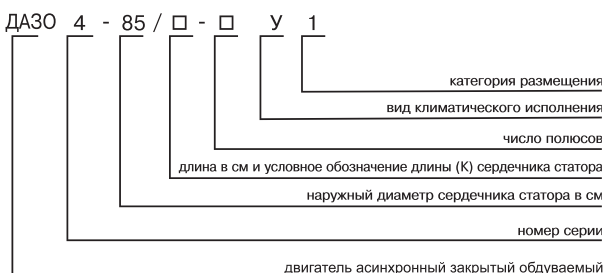 ДАЗО 4 - 85 / □ - □ У 1
категория размещения
вид климатического исполнения
число полюсов
длина в см и условное обозначение длины (К) сердечника статора
наружный диаметр сердечника статора в см
номер серии
двигатель асинхронный закрытый обдуваемый